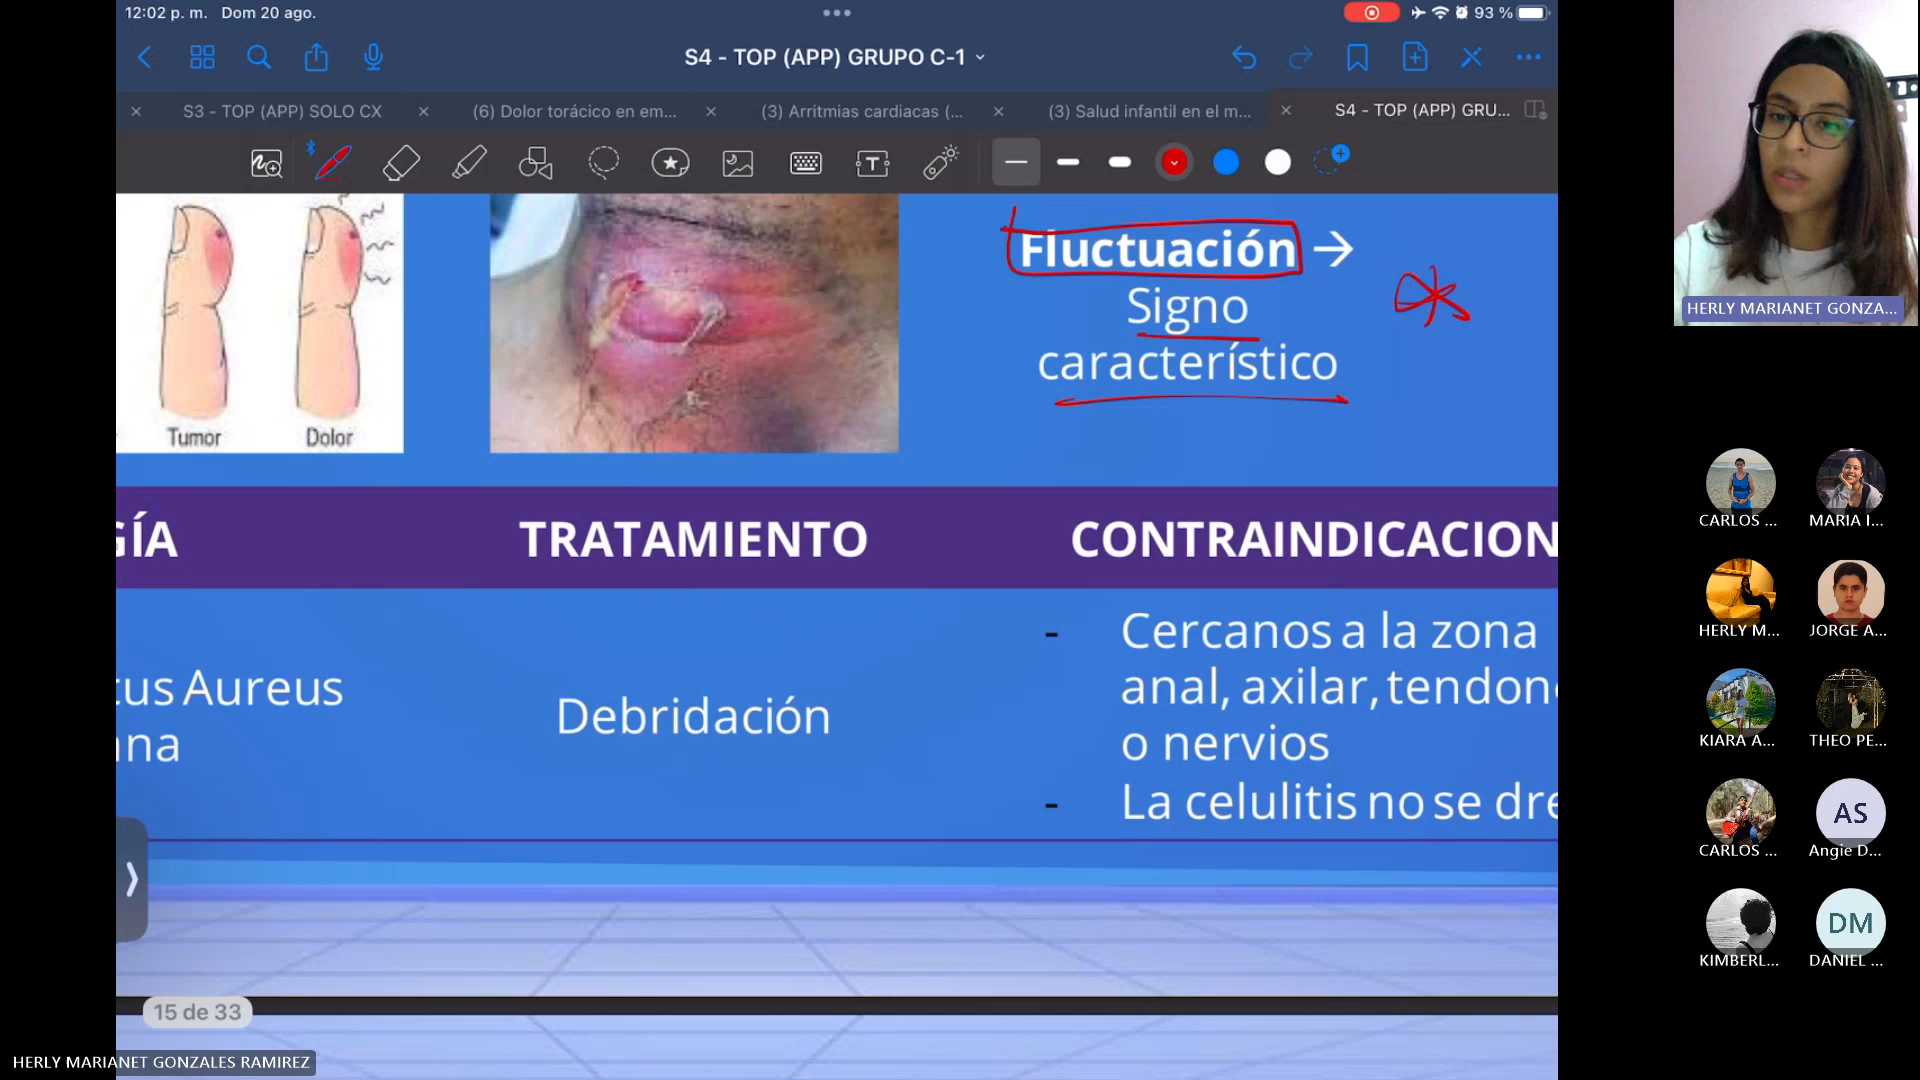 12:02 p. m. Dom 20 ago.
93 %
S4 - TOP (APP) GRUPO C-1
S3 - TOP (APP) SOLO CX
(6) Dolor torácico en em...
(3) Arritmias cardiacas (...
(3) Salud infantil en el m...
S4 - TOP (APP) GRU...
Tumor
Dolor
Fluctuación →
Signo
característico
GÍA
TRATAMIENTO
CONTRAINDICACION
cus Aureus
na
Debridación
- Cercanos a la zona
anal, axilar, tendon
o nervios
- La celulitis no se dre
15 de 33
HERLY MARIANET GONZALES RAMIREZ
HERLY MARIANET GONZA...
CARLOS ...
MARIA I...
HERLY M...
JORGE A...
KIARA A...
THEO PE...
CARLOS ...
AS
Angie D...
KIMBERL...
DM
DANIEL ...